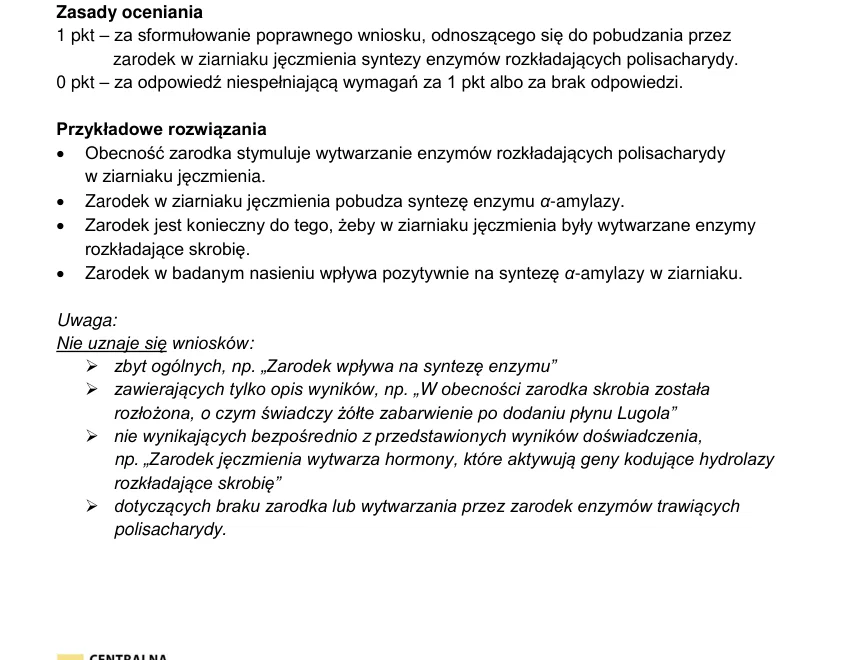 Zasady oceniania
1 pkt – za sformułowanie poprawnego wniosku, odnoszącego się do pobudzania przez
zarodek w ziarniaku jęczmienia syntezy enzymów rozkładających polisacharydy.
0 pkt – za odpowiedź niespełniającą wymagań za 1 pkt albo za brak odpowiedzi.
Przykładowe rozwiązania
• Obecność zarodka stymuluje wytwarzanie enzymów rozkładających polisacharydy
w ziarniaku jęczmienia.
• Zarodek w ziarniaku jęczmienia pobudza syntezę enzymu α-amylazy.
• Zarodek jest konieczny do tego, żeby w ziarniaku jęczmienia były wytwarzane enzymy
rozkładające skrobię.
• Zarodek w badanym nasieniu wpływa pozytywnie na syntezę α-amylazy w ziarniaku.
Uwaga:
Nie uznaje się wniosków:
➢ zbyt ogólnych, np. „Zarodek wpływa na syntezę enzymu”
➢ zawierających tylko opis wyników, np. „W obecności zarodka skrobia została
rozłożona, o czym świadczy żółte zabarwienie po dodaniu płynu Lugola”
➢ nie wynikających bezpośrednio z przedstawionych wyników doświadczenia,
np. „Zarodek jęczmienia wytwarza hormony, które aktywują geny kodujące hydrolazy
rozkładające skrobię”
➢ dotyczących braku zarodka lub wytwarzania przez zarodek enzymów trawiących
polisacharydy.
CENTRALNA